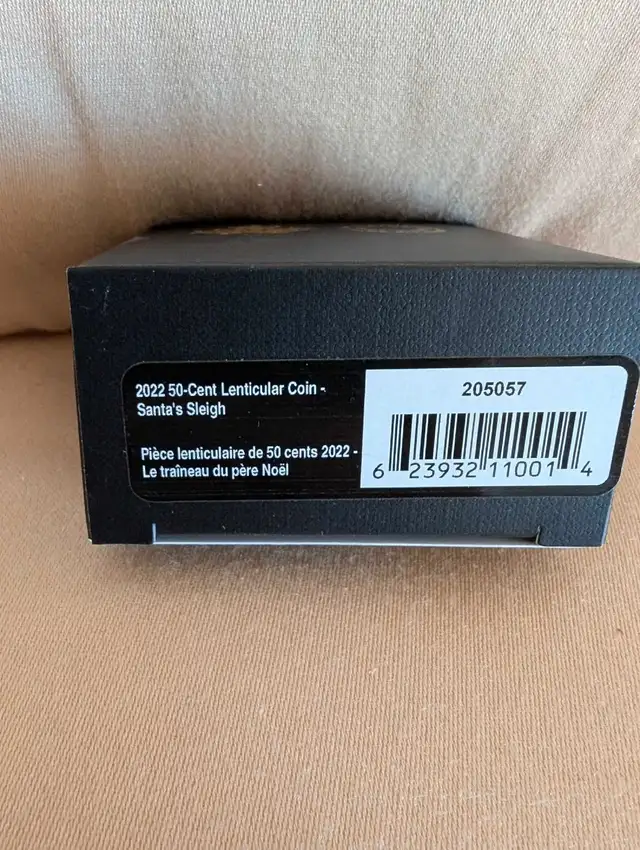 2022 50-Cent Lenticular Coin -
Santa's Sleigh
Pièce lenticulaire de 50 cents 2022 -
Le traîneau du père Noël
205057
6 23932 11001 4